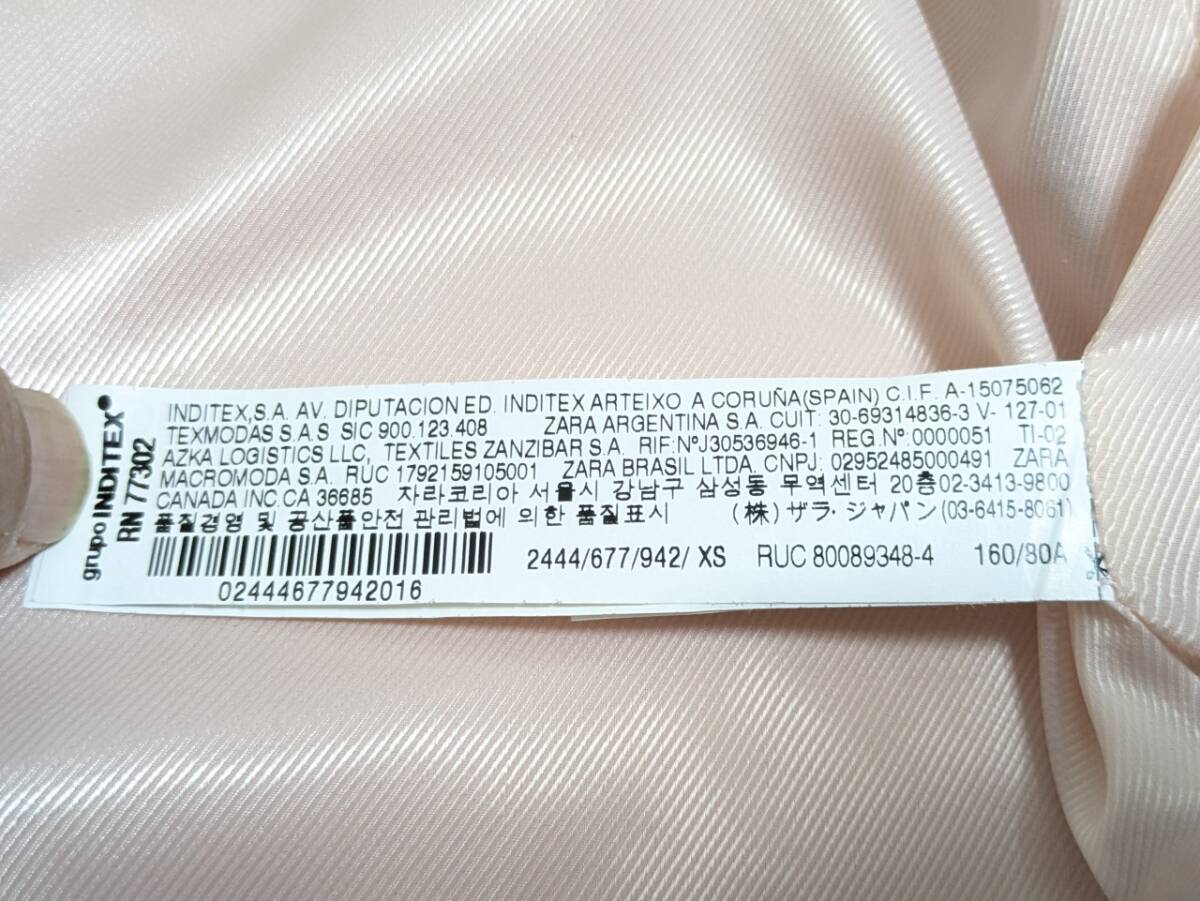 grupo INDITEX®
RN 77302
INDITEX,S.A. AV. DIPUTACION ED. INDITEX ARTEIXO A CORUÑA(SPAIN) C.I.F. A-15075062
TEXMODAS S.A.S SIC 900.123.408 ZARA ARGENTINA S.A. CUIT: 30-69314836-3 V- 127-01
AZKA LOGISTICS LLC, TEXTILES ZANZIBAR S.A. RIF:NºJ30536946-1 REG.Nº:0000051 TI-02
MACROMODA S.A. RUC 1792159105001 ZARA BRASIL LTDA. CNPJ: 02952485000491 ZARA
CANADA INC.CA 36685 자라코리아 서울시 강남구 삼성동 무역센터 20층02-3413-9800
품질경영 및 공산품안전 관리법에 의한 품질표시 (株) ザラ・ジャパン(03-6415-8061)
2444/677/942/ XS RUC 80089348-4 160/80A
02444677942016